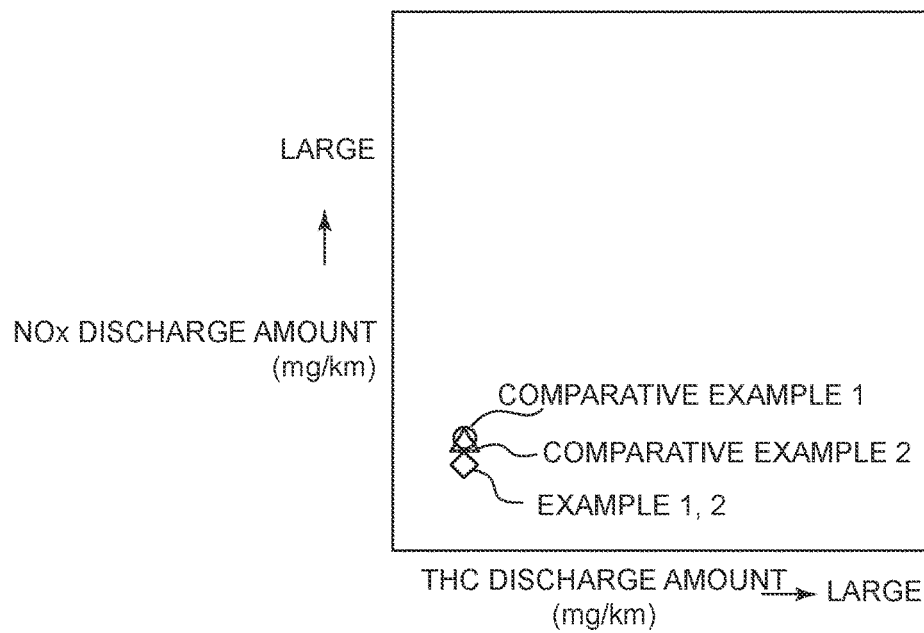 LARGE
NOx DISCHARGE AMOUNT
(mg/km)
COMPARATIVE EXAMPLE 1
COMPARATIVE EXAMPLE 2
EXAMPLE 1, 2
THC DISCHARGE AMOUNT
LARGE
(mg/km)